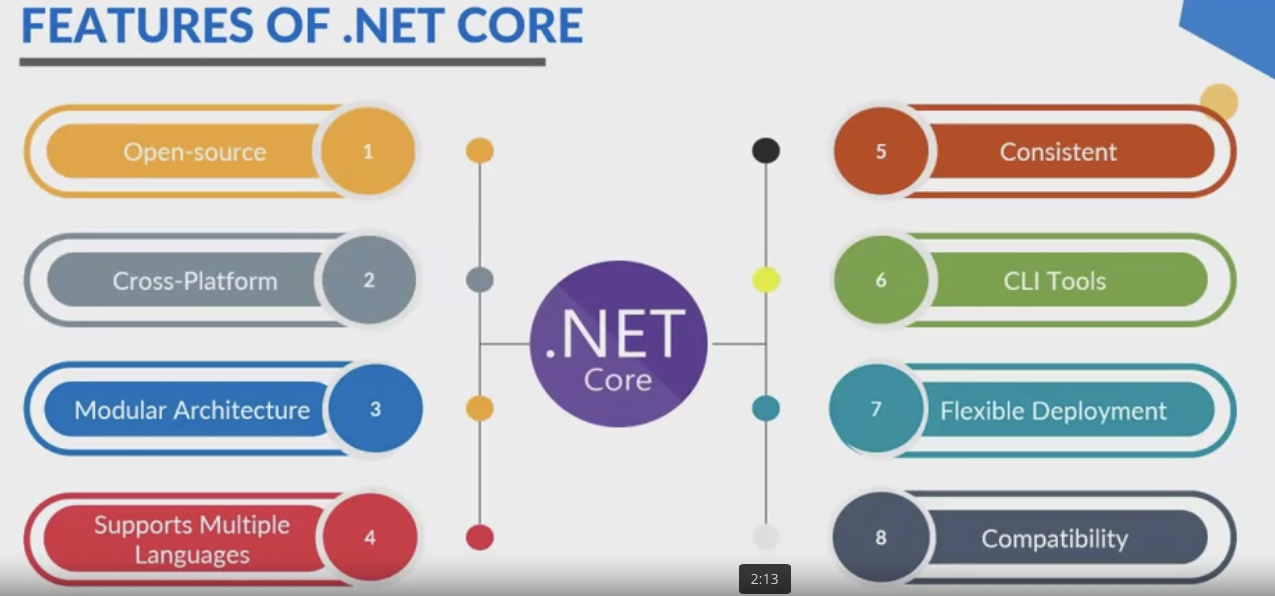 FEATURES OF .NET CORE
Open-source
1
Cross-Platform
2
Modular Architecture
3
Supports Multiple
Languages
4
.NET
Core
5
Consistent
6
CLI Tools
7
Flexible Deployment
8
Compatibility
2:13